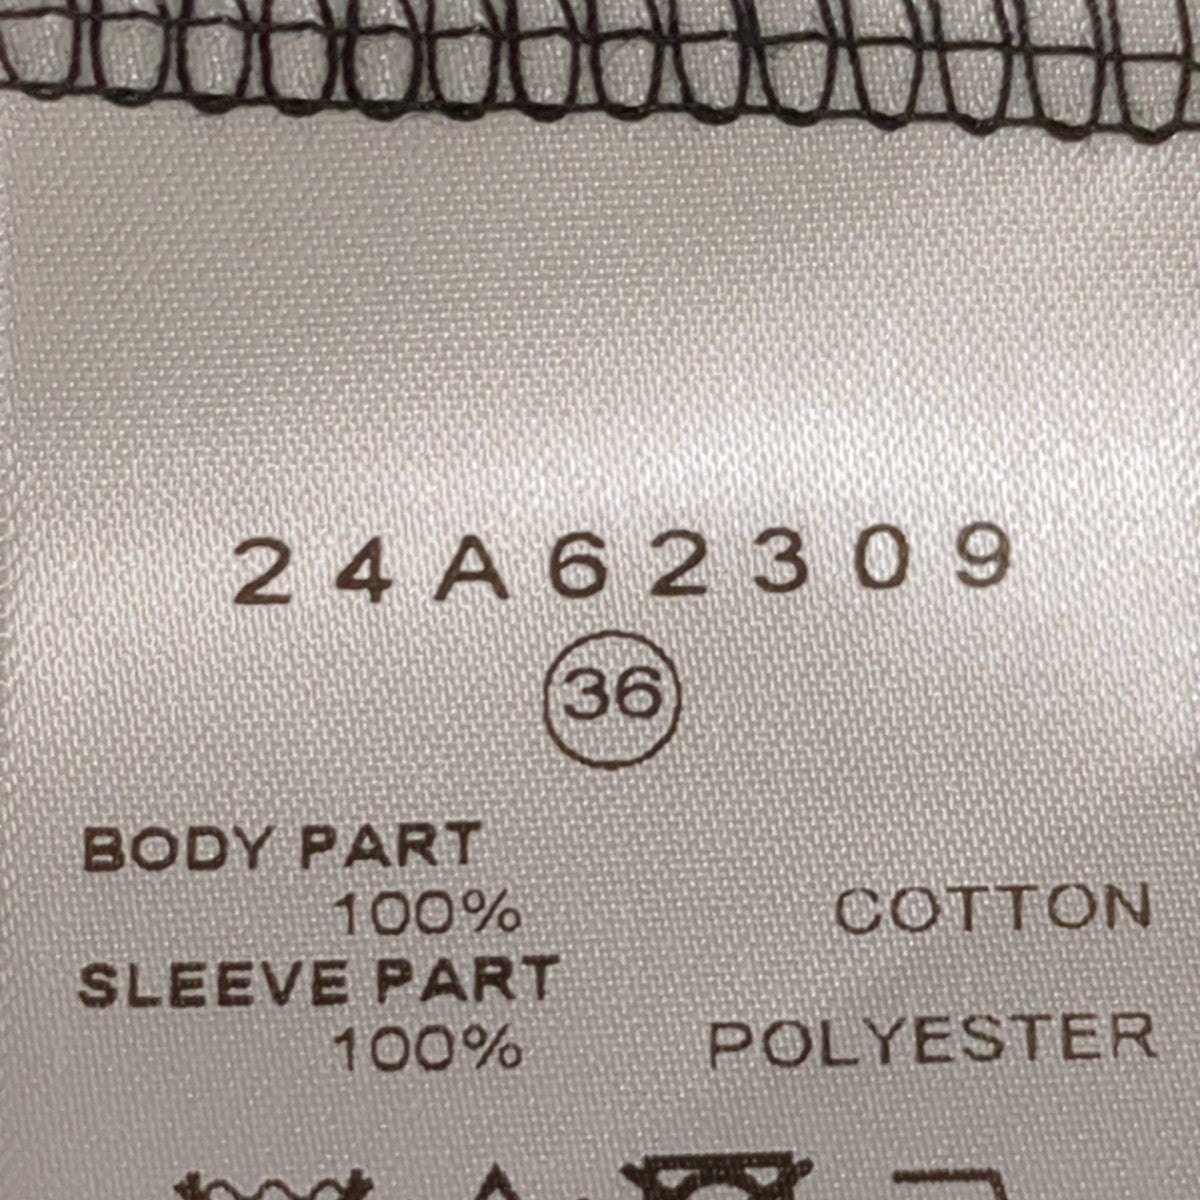 24A62309
36
BODY PART
100% COTTON
SLEEVE PART
100% POLYESTER